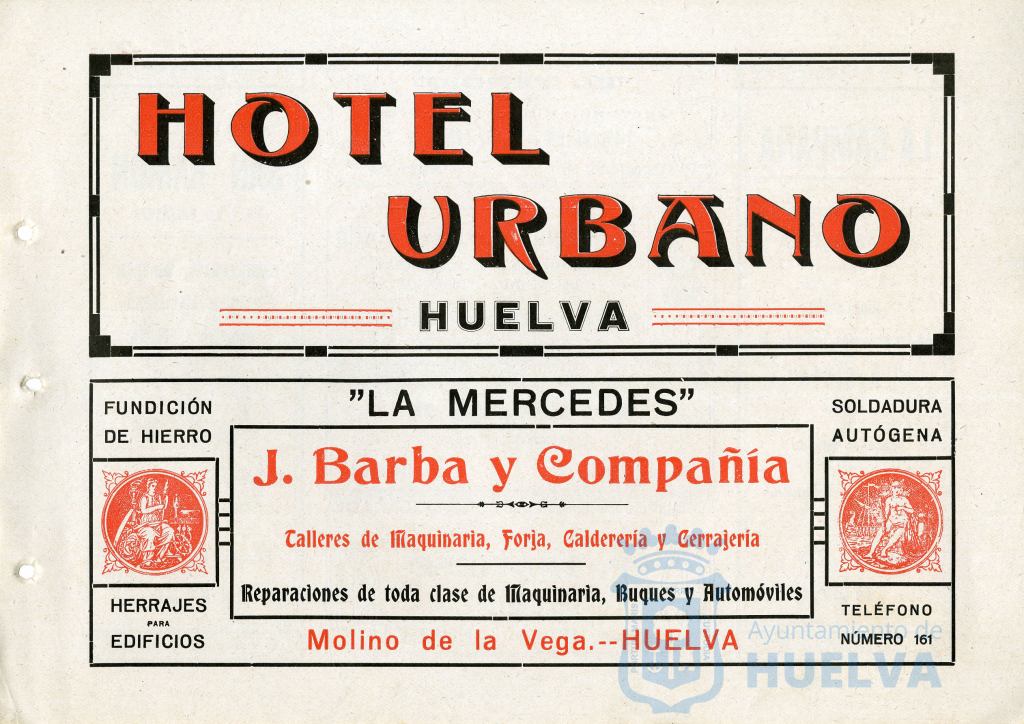 HOTEL
URBANO
HUELVA
"LA MERCEDES"
FUNDICIÓN
DE HIERRO
SOLDADURA
AUTÓGENA
J. Barba y Compañía
Talleres de Maquinaria, Forja, Calderería y Cerrajería
Reparaciones de toda clase de Maquinaria, Buques y Automóviles
HERRAJES
PARA
EDIFICIOS
TELÉFONO
NÚMERO 161
Molino de la Vega.--HUELVA
Ayuntamiento de
HUELVA